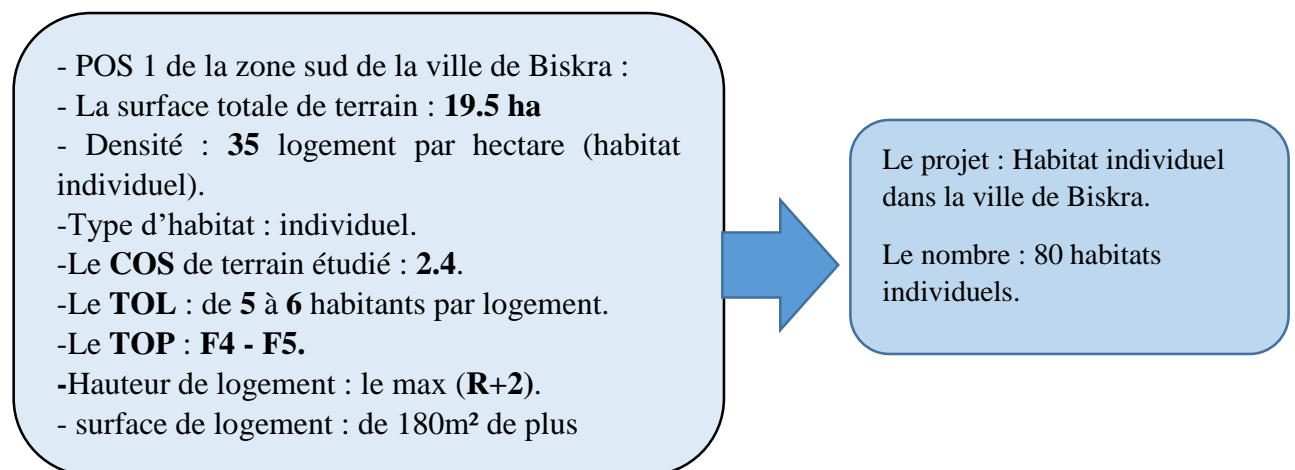 - POS 1 de la zone sud de la ville de Biskra :
- La surface totale de terrain : 19.5 ha
- Densité : 35 logement par hectare (habitat
individuel).
-Type d’habitat : individuel.
-Le COS de terrain étudié : 2.4.
-Le TOL : de 5 à 6 habitants par logement.
-Le TOP : F4 - F5.
-Hauteur de logement : le max (R+2).
- surface de logement : de 180m² de plus
Le projet : Habitat individuel
dans la ville de Biskra.
Le nombre : 80 habitats
individuels.